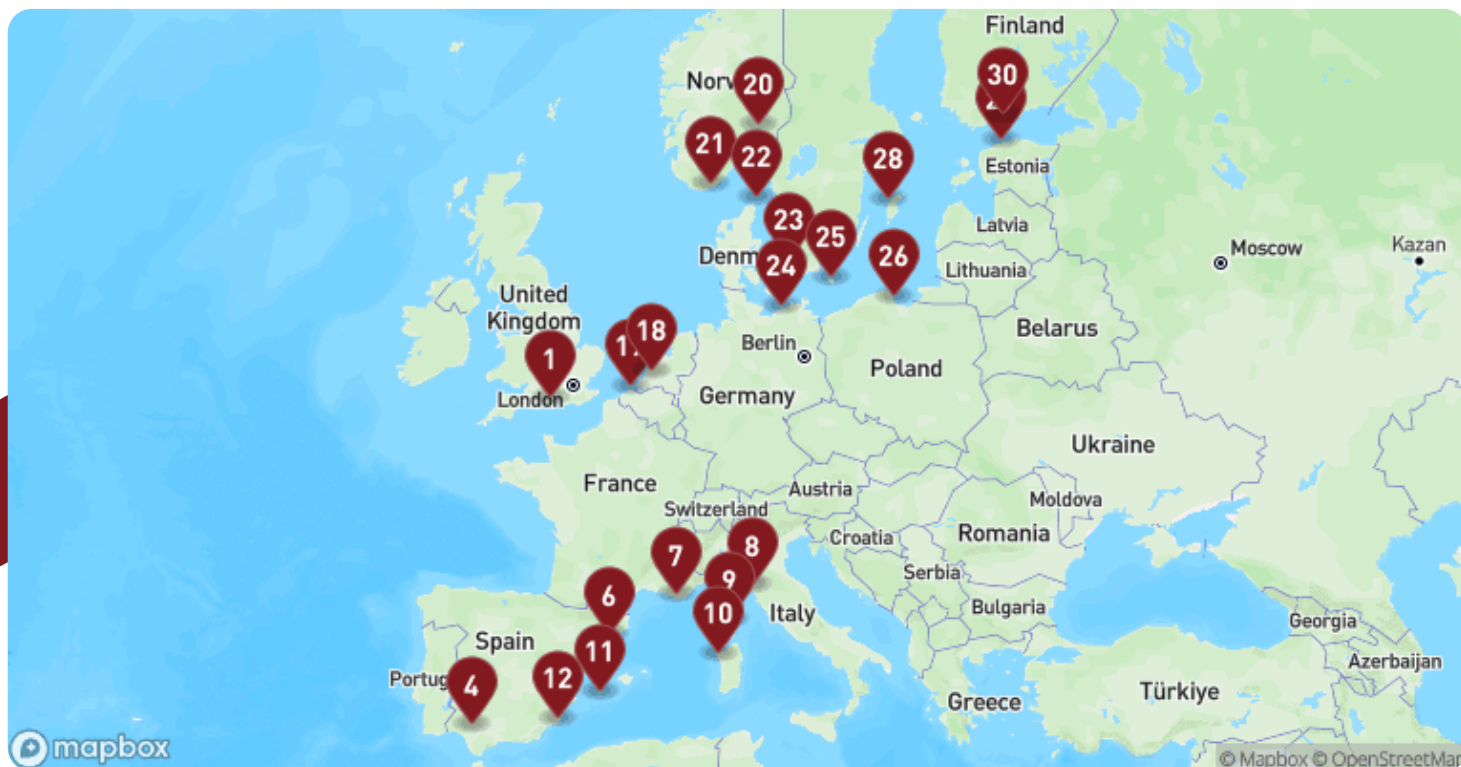 Finland
30
Norw
20
21
22
28
Estonia
23
25
Latvia
Denm
24
26
Lithuania
Moscow
Kazan
United
Kingdom
18
1
Belarus
Berlin
Poland
London
Germany
Ukraine
France
Austria
Moldova
Switzerland
Croatia
Romania
7
8
9
Serbia
6
10
Italy
Bulgaria
Georgia
Spain
11
Azerbaijan
Portug
4
12
Greece
Türkiye
mapbox
© Mapbox © OpenStreetMap